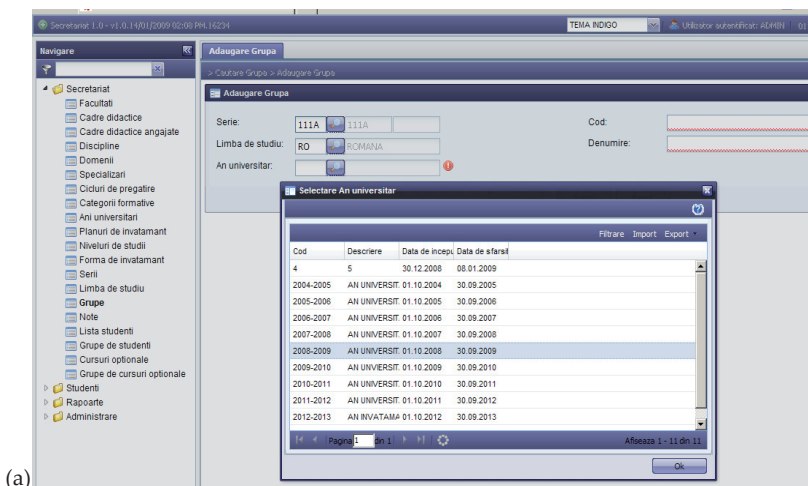 Secretariat 1.0 - v1.0.14/01/2009 02:08 PM.16234 TEMA INDIGO Utilizator autentificat: ADMIN 01
Navigare Adaugare Grupa
> Cautare Grupa > Adaugare Grupa
Secretariat
Facultati
Cadre didactice
Cadre didactice angajate
Discipline
Domenii
Specializari
Cicluri de pregatire
Categorii formative
Ani universitari
Planuri de invatamant
Niveluri de studii
Forma de invatamant
Serii
Limba de studiu
Grupe
Note
Lista studenti
Grupe de studenti
Cursuri optionale
Grupe de cursuri optionale
Studenti
Rapoarte
Administrare
Adaugare Grupa
Serie: 111A 111A Cod:
Limba de studiu: RO ROMANA Denumire:
An universitar:
Selectare An universitar
Filtrare Import Export
Cod Descriere Data de incepu Data de sfarsit
4 5 30.12.2008 08.01.2009
2004-2005 AN UNIVERSIT. 01.10.2004 30.09.2005
2005-2006 AN UNIVERSIT. 01.10.2005 30.09.2006
2006-2007 AN UNIVERSIT. 01.10.2006 30.09.2007
2007-2008 AN UNIVERSIT. 01.10.2007 30.09.2008
2008-2009 AN UNIVERSIT. 01.10.2008 30.09.2009
2009-2010 AN UNIVERSIT. 01.10.2009 30.09.2010
2010-2011 AN UNIVERSIT. 01.10.2010 30.09.2011
2011-2012 AN UNIVERSIT. 01.10.2011 30.09.2012
2012-2013 AN INVATAMA 01.10.2012 30.09.2013
Pagina 1 din 1 Afiseaza 1 - 11 din 11
Ok
(a)